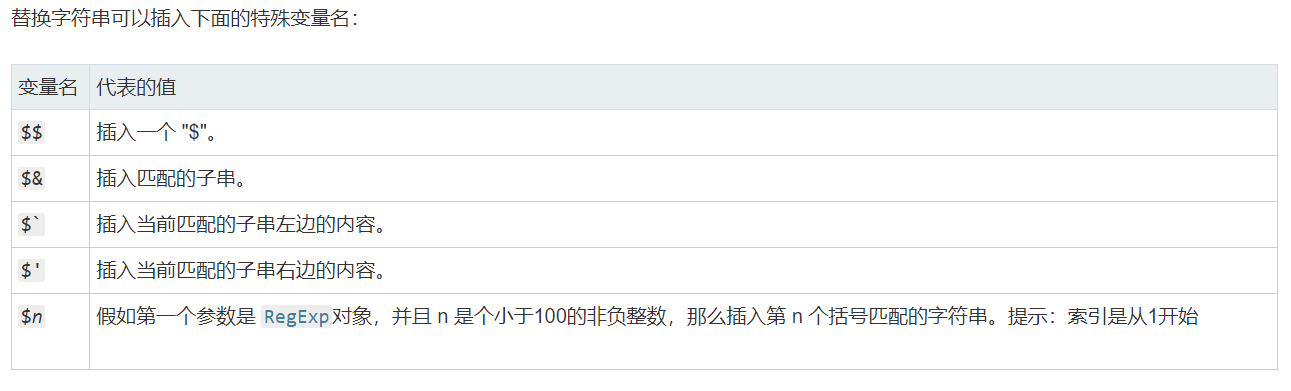 替换字符串可以插入下面的特殊变量名：
变量名 代表的值
$$ 插入一个 "$"。
$& 插入匹配的子串。
$` 插入当前匹配的子串左边的内容。
$' 插入当前匹配的子串右边的内容。
$n 假如第一个参数是 RegExp对象，并且 n 是个小于100的非负整数，那么插入第 n 个括号匹配的字符串。提示：索引是从1开始